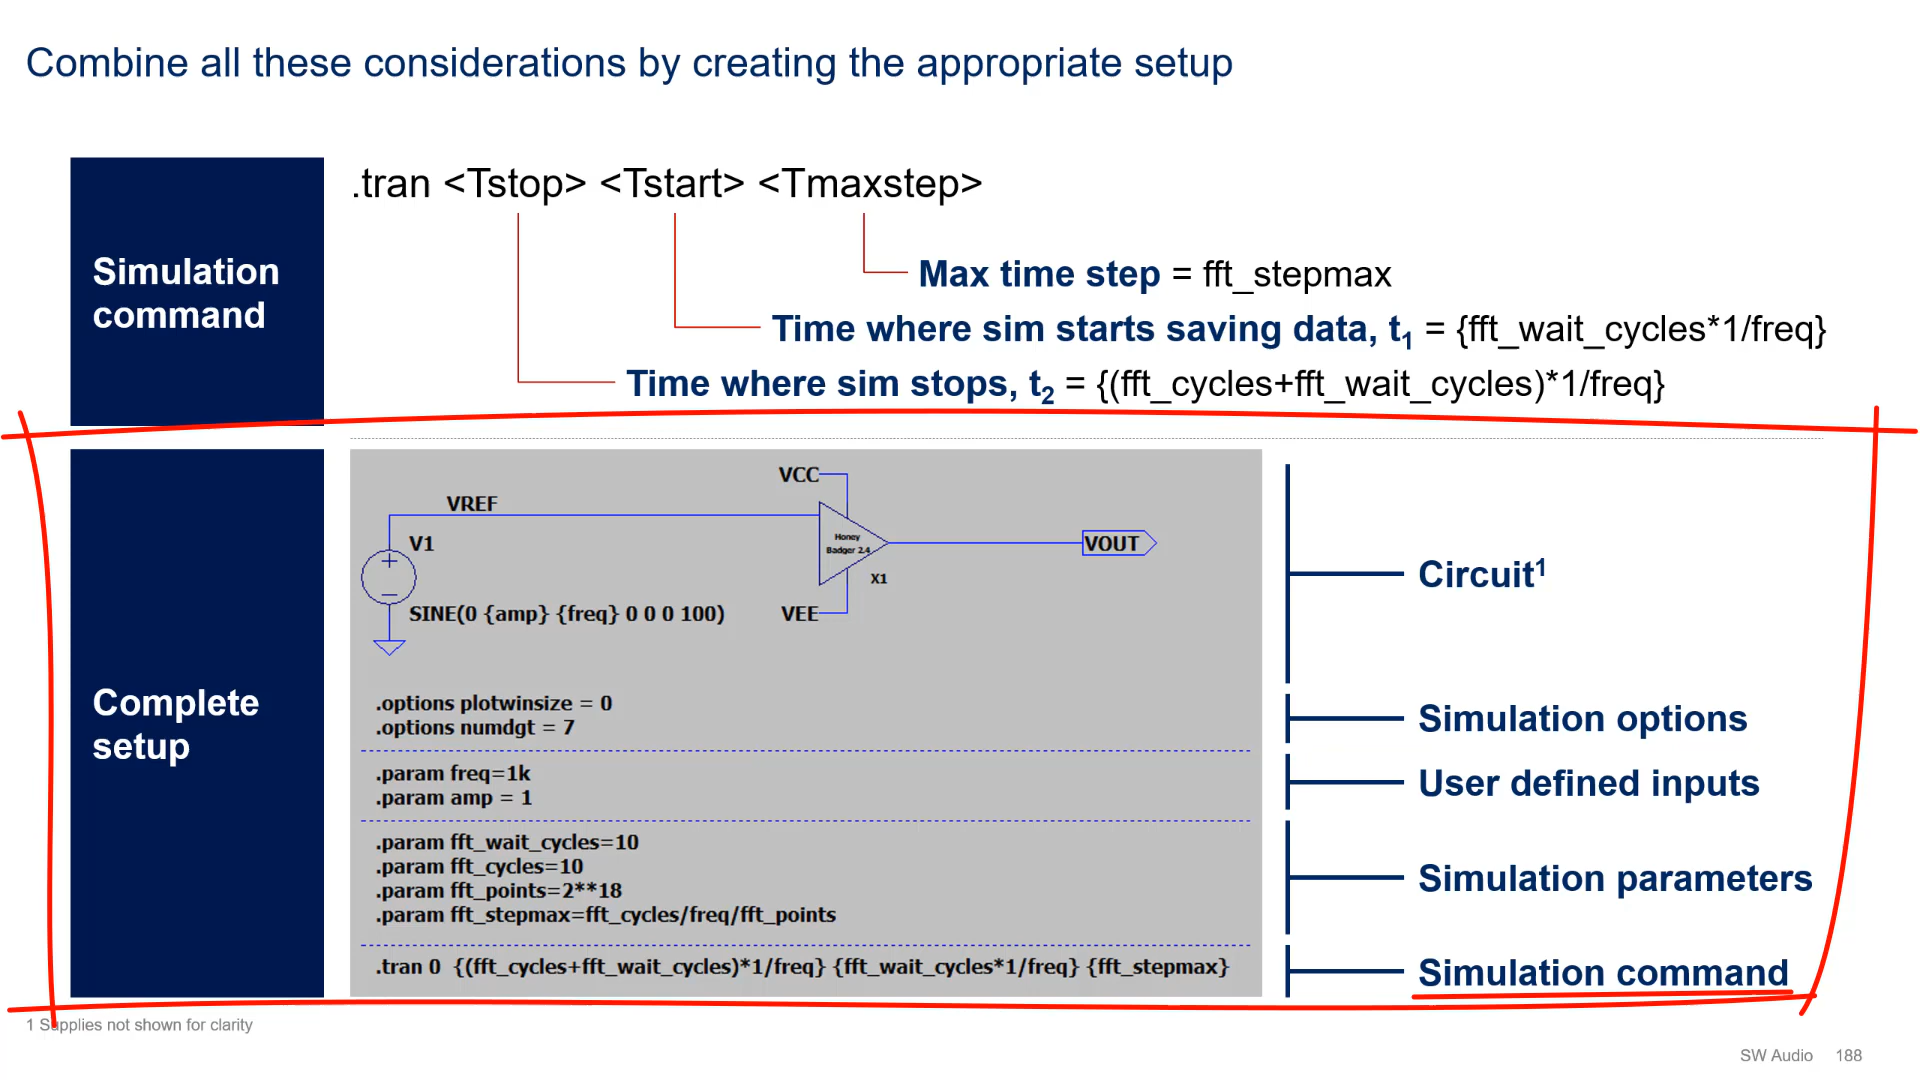 Combine all these considerations by creating the appropriate setup
Simulation
command
.tran <Tstop> <Tstart> <Tmaxstep>
Max time step = fft_stepmax
Time where sim starts saving data, t1 = {fft_wait_cycles*1/freq}
Time where sim stops, t2 = {(fft_cycles+fft_wait_cycles)*1/freq}
Complete
setup
VCC
VREF
V1
Honey
Badger 2.4
VOUT
X1
SINE(0 {amp} {freq} 0 0 0 100)
VEE
Circuit1
.options plotwinsize = 0
.options numdgt = 7
Simulation options
.param freq=1k
.param amp = 1
User defined inputs
.param fft_wait_cycles=10
.param fft_cycles=10
.param fft_points=2**18
.param fft_stepmax=fft_cycles/freq/fft_points
Simulation parameters
.tran 0 {(fft_cycles+fft_wait_cycles)*1/freq} {fft_wait_cycles*1/freq} {fft_stepmax}
Simulation command
1 Supplies not shown for clarity
SW Audio 188